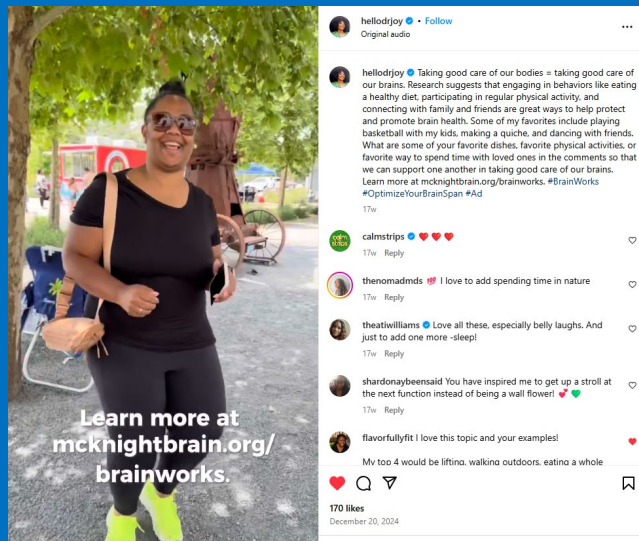 Learn more at
mcknightbrain.org/
brainworks.
hellodrjoy • Follow
Original audio
hellodrjoy Taking good care of our bodies = taking good care of
our brains. Research suggests that engaging in behaviors like eating
a healthy diet, participating in regular physical activity, and
connecting with family and friends are great ways to help protect
and promote brain health. Some of my favorites include playing
basketball with my kids, making a quiche, and dancing with friends.
What are some of your favorite dishes, favorite physical activities, or
favorite way to spend time with loved ones in the comments so that
we can support one another in taking good care of our brains.
Learn more at mcknightbrain.org/brainworks. #BrainWorks
#OptimizeYourBrainSpan #Ad
17w
calm
strips
calmstrips ❤️ ❤️ ❤️
17w Reply
thenomadmds 💯 I love to add spending time in nature
17w Reply
theatiwilliams Love all these, especially belly laughs. And
just to add one more -sleep!
17w Reply
shardonaybeensaid You have inspired me to get up a stroll at
the next function instead of being a wall flower! 💕 💚
17w Reply
flavorfullyfit I love this topic and your examples!
My top 4 would be lifting, walking outdoors, eating a whole
170 likes
December 20, 2024